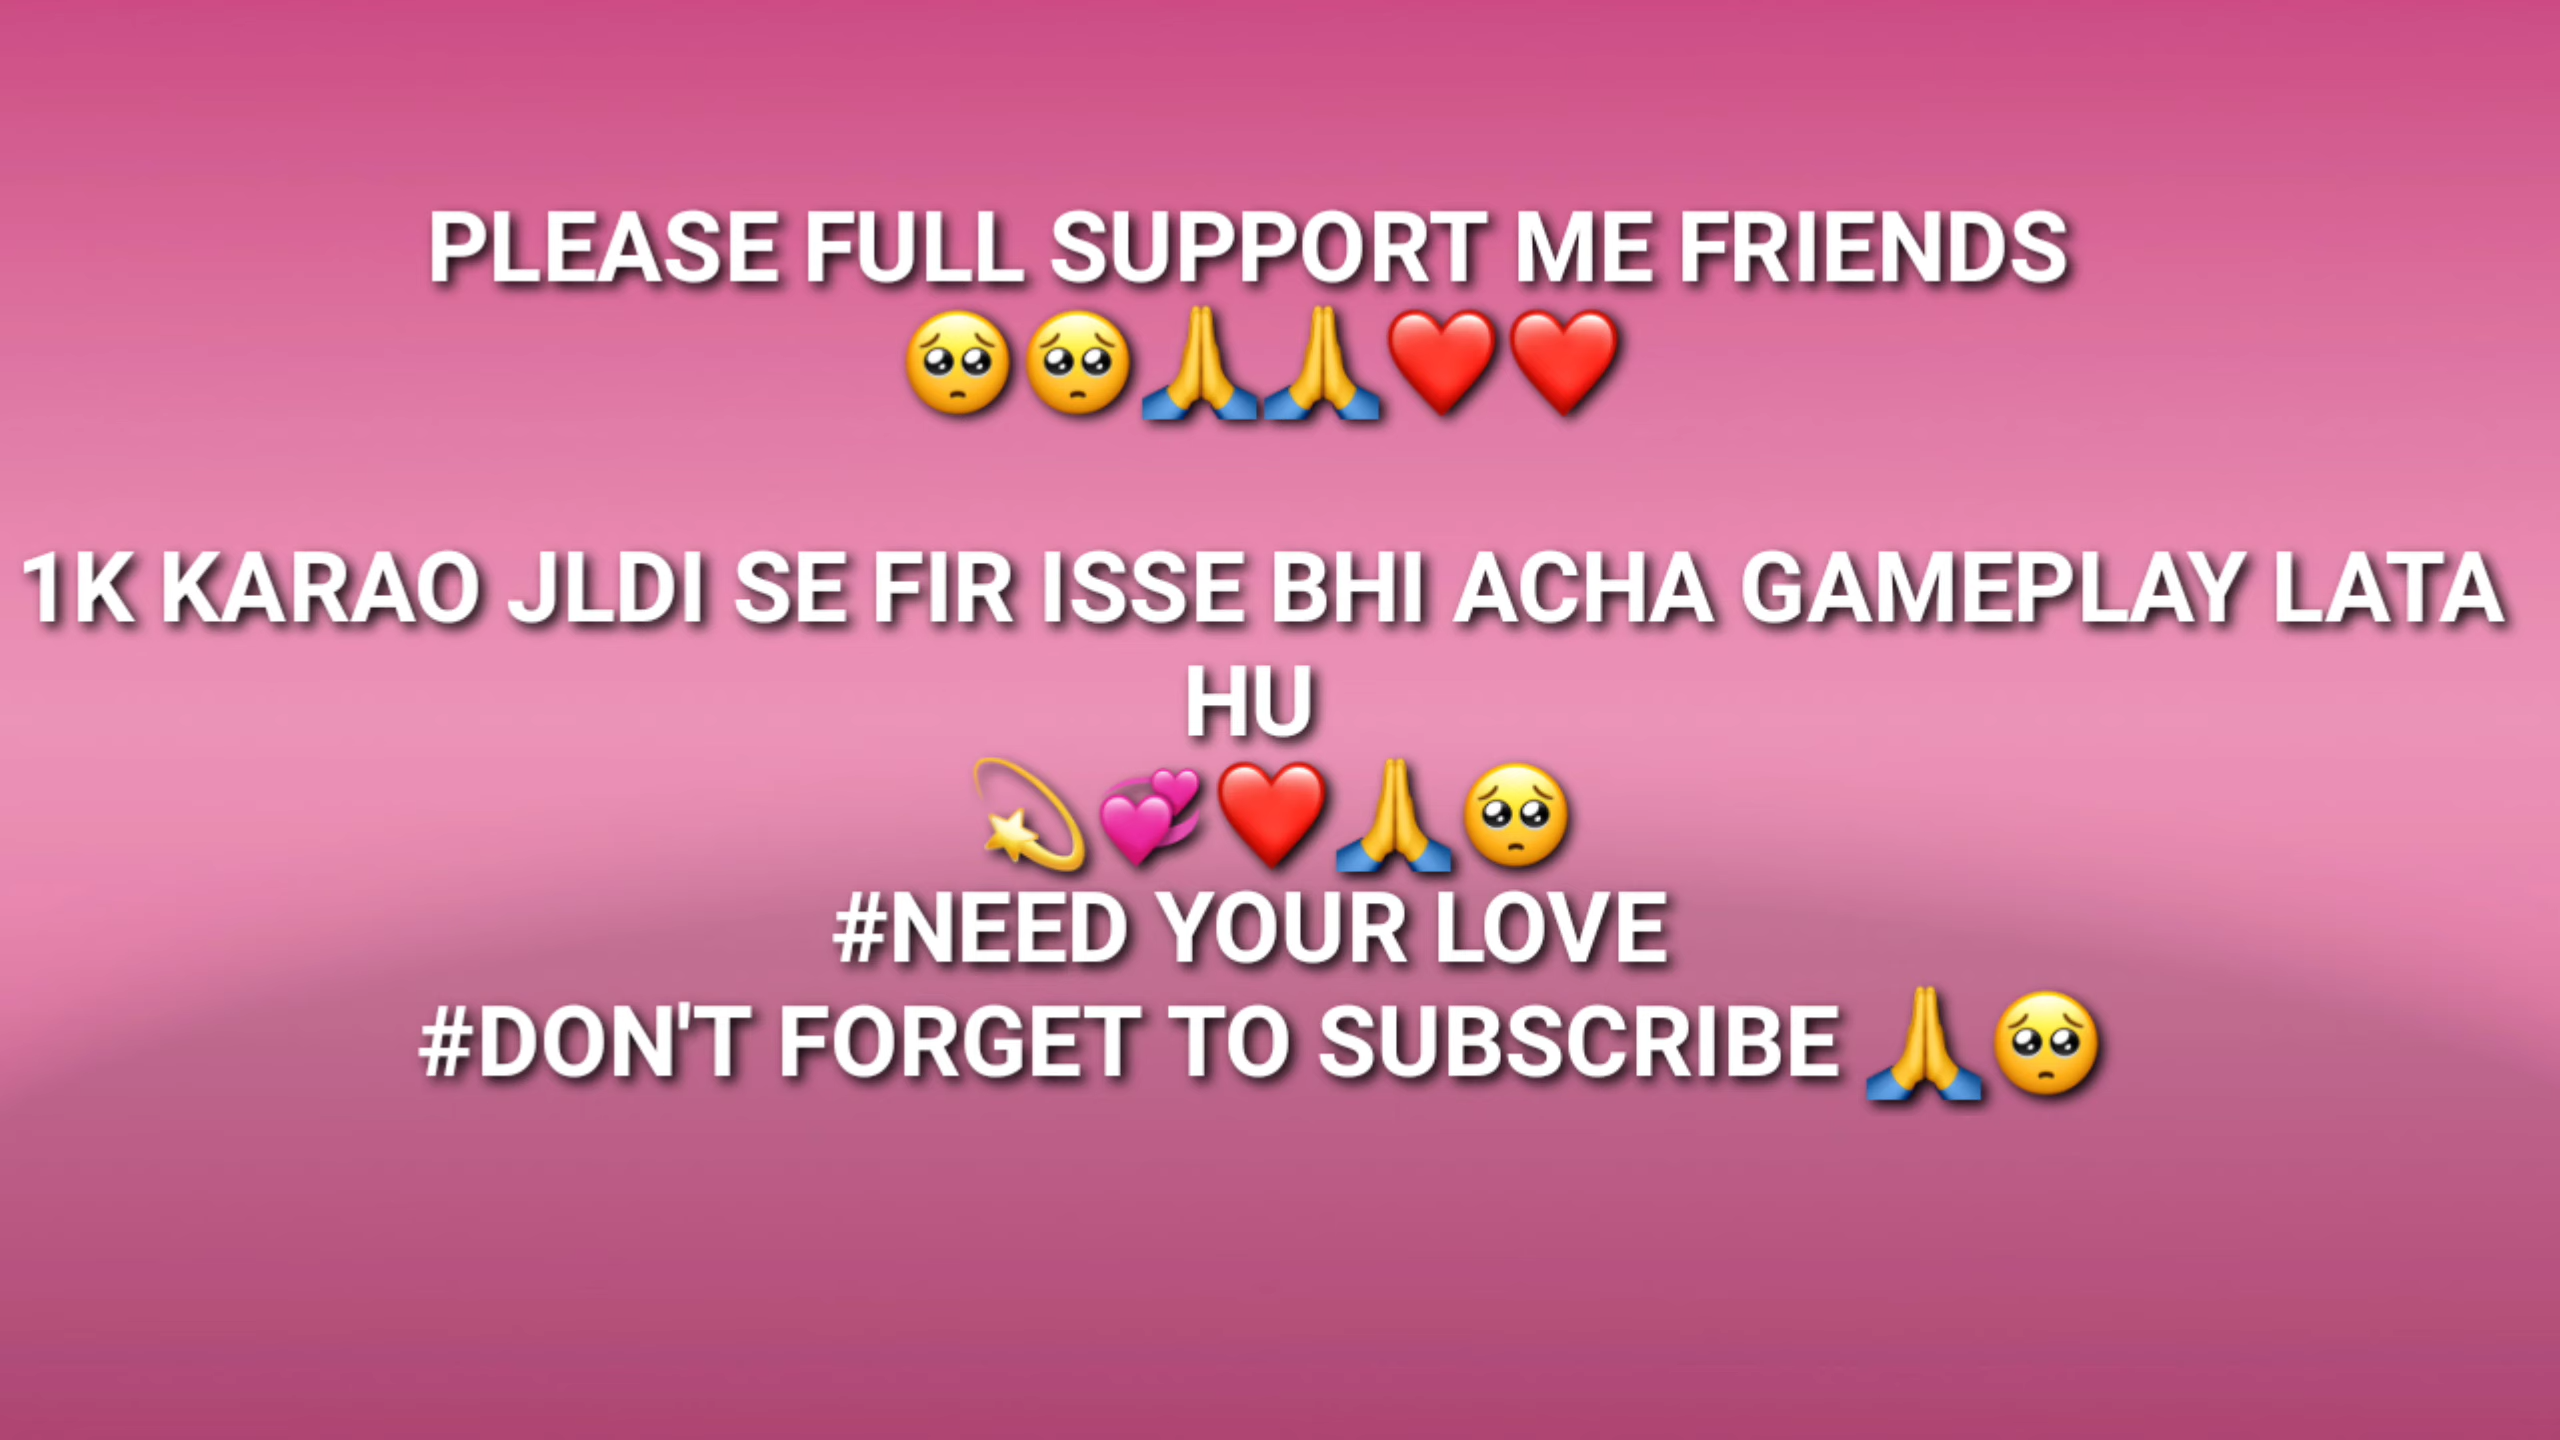 PLEASE FULL SUPPORT ME FRIENDS
🥺🥺🙏🙏❤️❤️
1K KARAO JLDI SE FIR ISSE BHI ACHA GAMEPLAY LATA
HU
💫💞❤️🙏🥺
#NEED YOUR LOVE
#DON'T FORGET TO SUBSCRIBE 🙏🥺